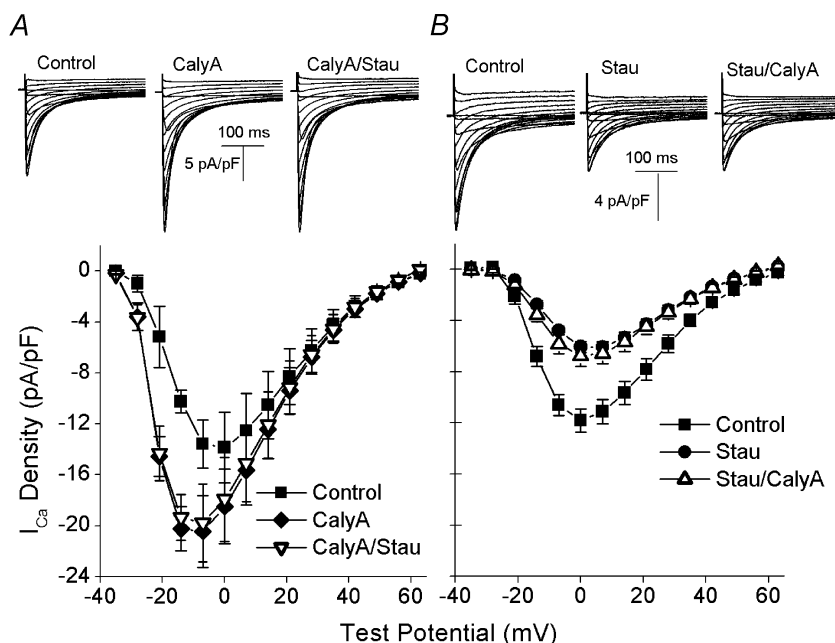 A
B
Control
CalyA
CalyA/Stau
100 ms
5 pA/pF
Control
Stau
Stau/CalyA
100 ms
4 pA/pF
I_Ca Density (pA/pF)
0
-4
-8
-12
-16
-20
-24
Control
CalyA
CalyA/Stau
-40 -20 0 20 40 60
Control
Stau
Stau/CalyA
-40 -20 0 20 40 60
Test Potential (mV)